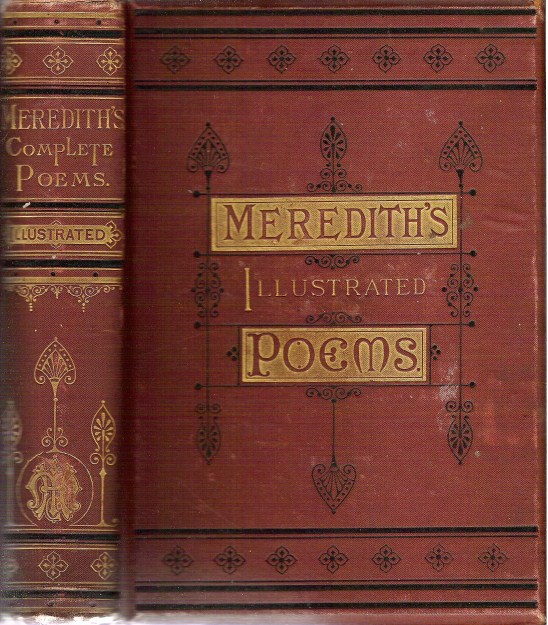 MEREDITH'S
COMPLETE
POEMS.
ILLUSTRATED
MEREDITH'S
ILLUSTRATED
POEMS.